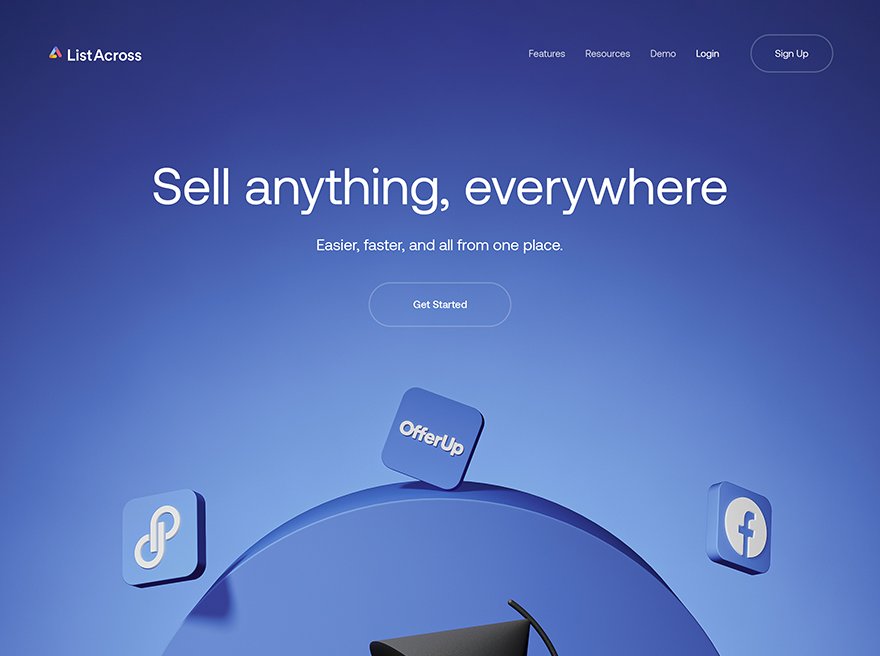 ListAcross
Features
Resources
Demo
Login
Sign Up
Sell anything, everywhere
Easier, faster, and all from one place.
Get Started
OfferUp